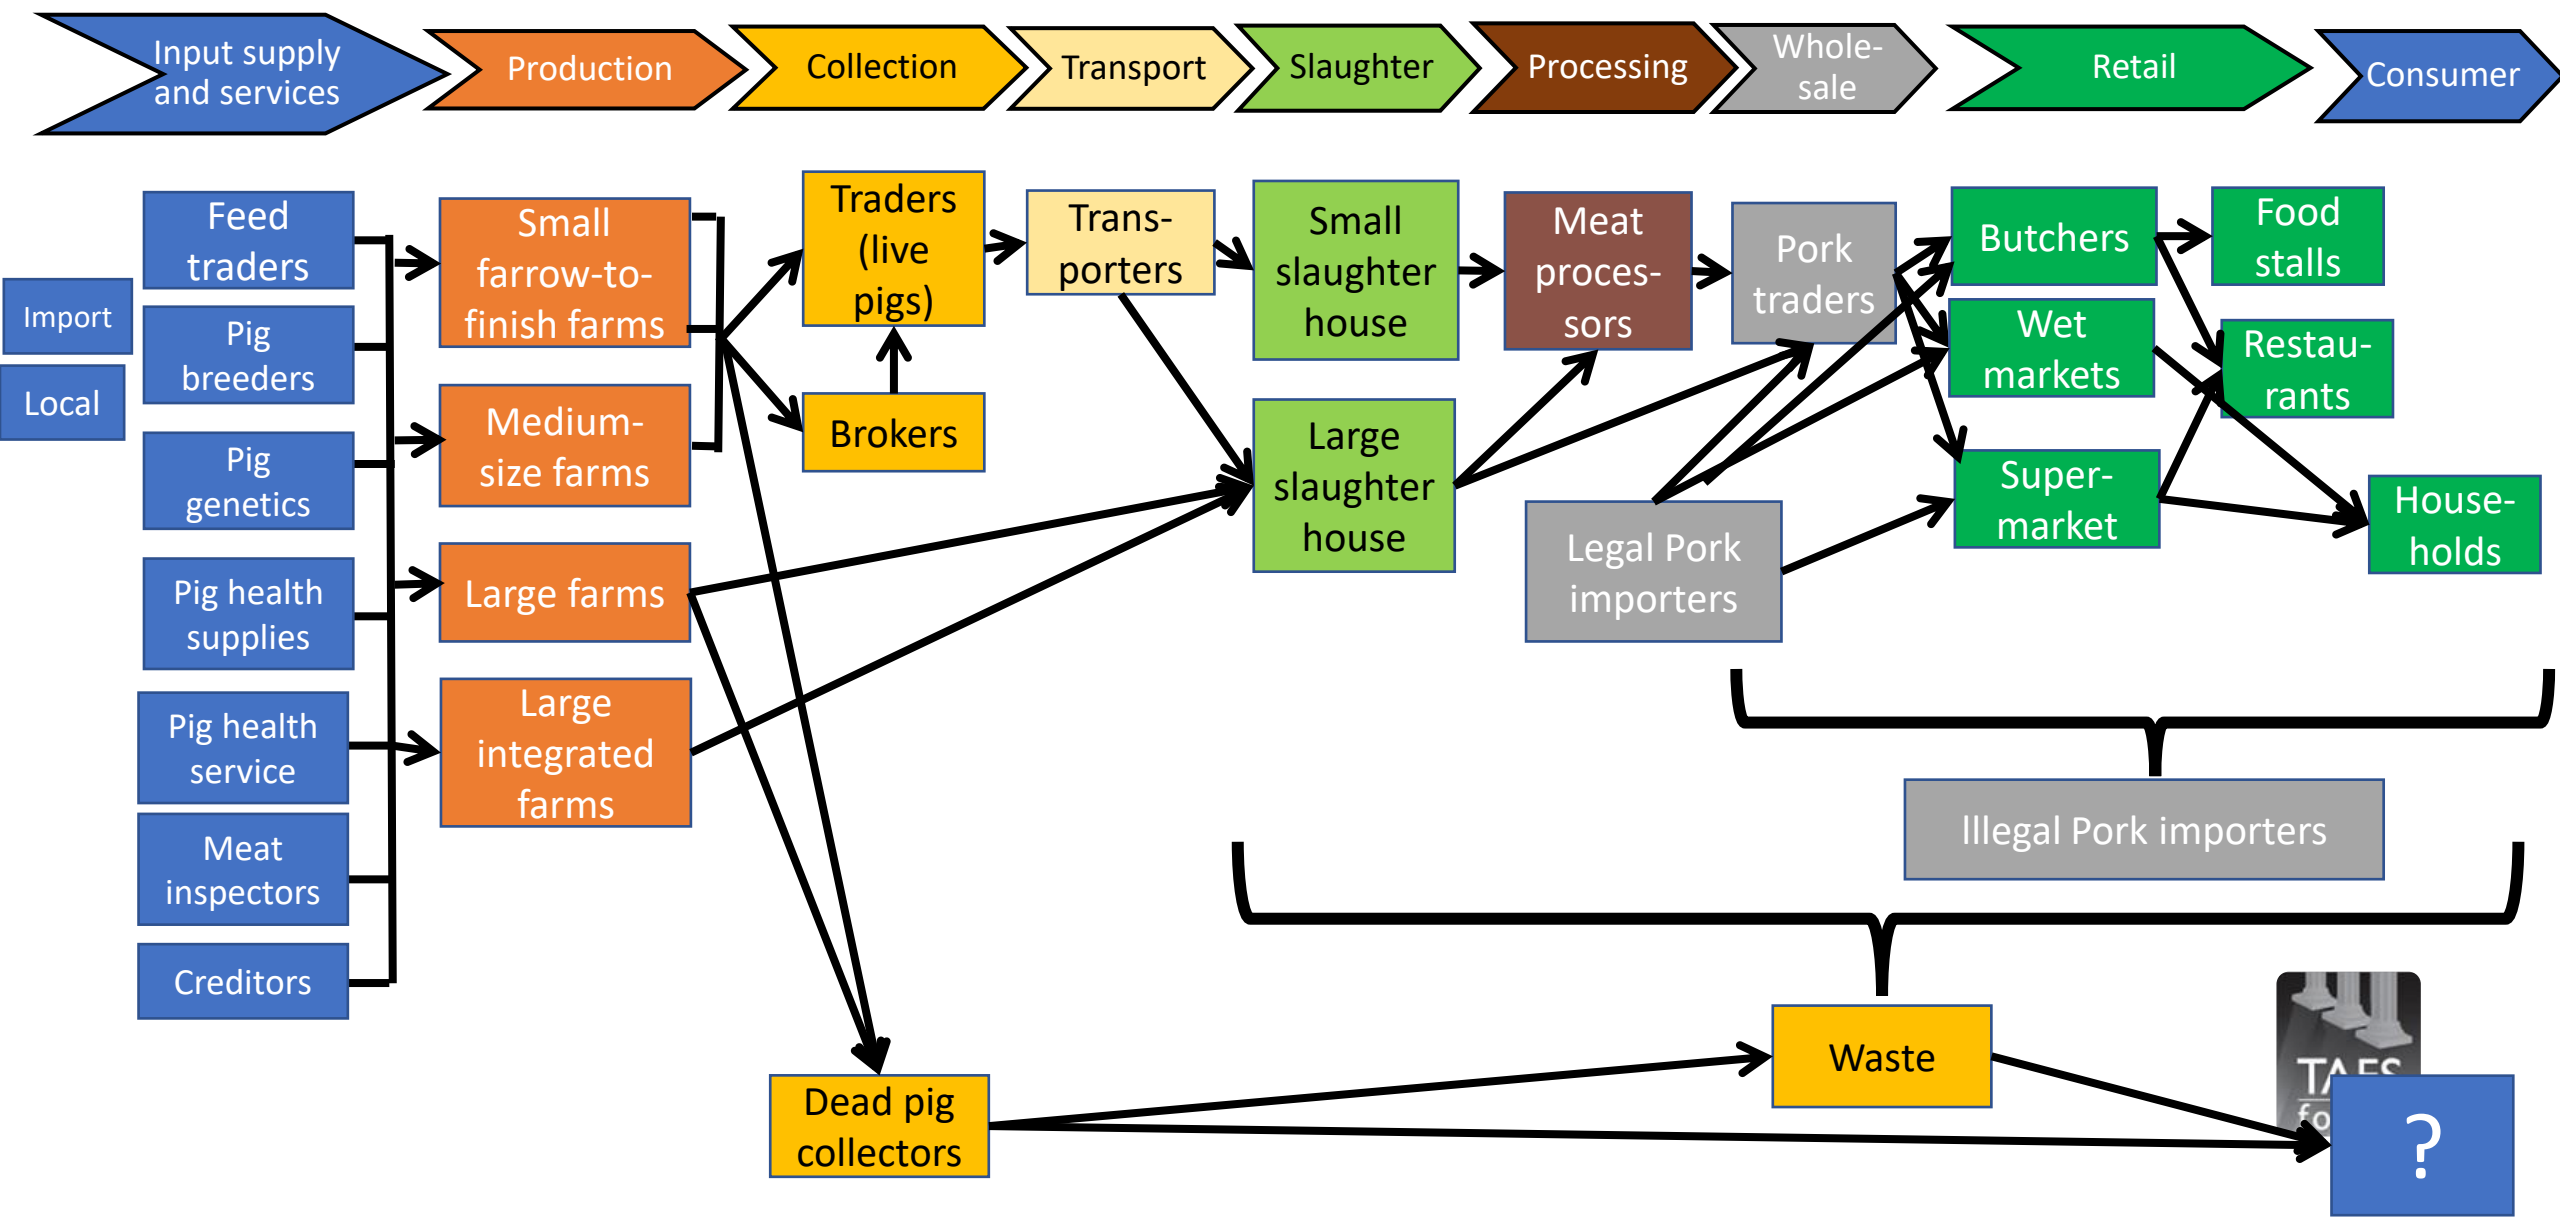 Input supply
and services
Production
Collection
Transport
Slaughter
Processing
Whole-
sale
Retail
Consumer
Feed
traders
Import
Pig
breeders
Local
Pig
genetics
Pig health
supplies
Pig health
service
Meat
inspectors
Creditors
Small
farrow-to-
finish farms
Medium-
size farms
Large farms
Large
integrated
farms
Traders
(live
pigs)
Brokers
Trans-
porters
Small
slaughter
house
Large
slaughter
house
Meat
proces-
sors
Pork
traders
Legal Pork
importers
Butchers
Wet
markets
Super-
market
Food
stalls
Restau-
rants
House-
holds
Illegal Pork importers
Dead pig
collectors
Waste
TAFS
fo
?